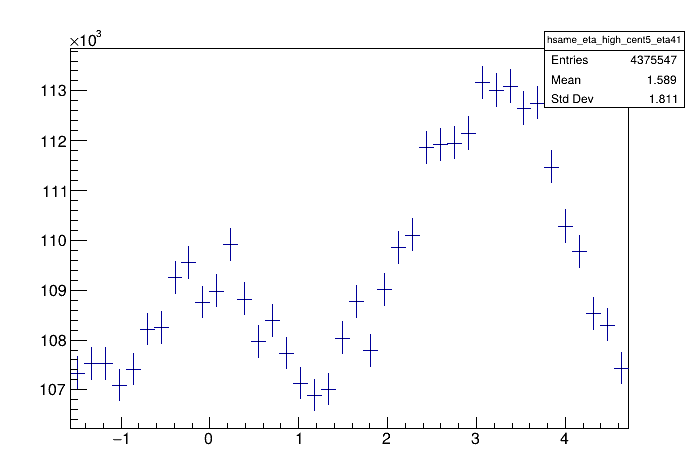 ×10³
hsame_eta_high_cent5_eta41
Entries 4375547
Mean 1.589
Std Dev 1.811
113
112
111
110
109
108
107
−1 0 1 2 3 4